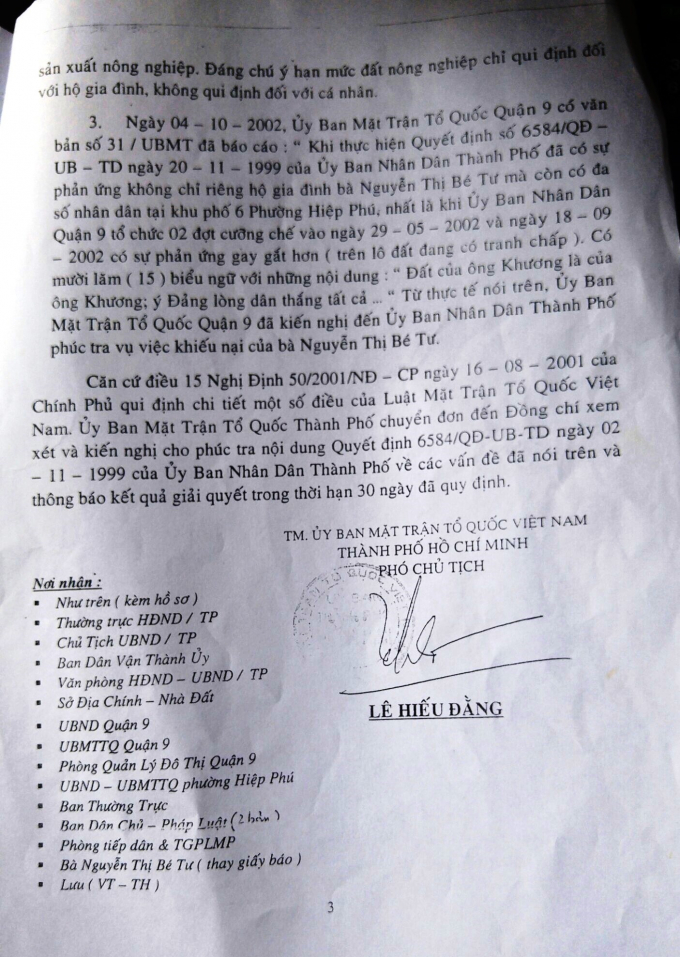 sản xuất nông nghiệp. Đáng chú ý hạn mức đất nông nghiệp chỉ qui định đối
với hộ gia đình, không qui định đối với cá nhân.
3. Ngày 04 – 10 – 2002, Ủy Ban Mặt Trận Tổ Quốc Quận 9 có văn
bản số 31 / UBMT đã báo cáo : “ Khi thực hiện Quyết định số 6584/QĐ –
UB – TD ngày 20 – 11 – 1999 của Ủy Ban Nhân Dân Thành Phố đã có sự
phản ứng không chỉ riêng hộ gia đình bà Nguyễn Thị Bé Tư mà còn có đa
số nhân dân tại khu phố 6 Phường Hiệp Phú, nhất là khi Ủy Ban Nhân Dân
Quận 9 tổ chức 02 đợt cưỡng chế vào ngày 29 – 05 – 2002 và ngày 18 – 09
– 2002 có sự phản ứng gay gắt hơn ( trên lô đất đang có tranh chấp ). Có
mười lăm ( 15 ) biểu ngữ với những nội dung : “ Đất của ông Khương là của
ông Khương; ý Đảng lòng dân thắng tất cả ... “ Từ thực tế nói trên, Ủy Ban
Mặt Trận Tổ Quốc Quận 9 đã kiến nghị đến Ủy Ban Nhân Dân Thành Phố
phúc tra vụ việc khiếu nại của bà Nguyễn Thị Bé Tư.
Căn cứ điều 15 Nghị Định 50/2001/NĐ – CP ngày 16 – 08 – 2001 của
Chính Phủ qui định chi tiết một số điều của Luật Mặt Trận Tổ Quốc Việt
Nam. Ủy Ban Mặt Trận Tổ Quốc Thành Phố chuyển đơn đến Đồng chí xem
xét và kiến nghị cho phúc tra nội dung Quyết định 6584/QĐ-UB-TD ngày 02
– 11 – 1999 của Ủy Ban Nhân Dân Thành Phố về các vấn đề đã nói trên và
thông báo kết quả giải quyết trong thời hạn 30 ngày đã quy định.
TM. ỦY BAN MẶT TRẬN TỔ QUỐC VIỆT NAM
THÀNH PHỐ HỒ CHÍ MINH
PHÓ CHỦ TỊCH
TỔ QUỐC VIỆT
LÊ HIẾU ĐẰNG
Nơi nhận :
▪ Như trên ( kèm hồ sơ )
▪ Thường trực HĐND / TP
▪ Chủ Tịch UBND / TP
▪ Ban Dân Vận Thành Ủy
▪ Văn phòng HĐND – UBND / TP
▪ Sở Địa Chính – Nhà Đất
▪ UBND Quận 9
▪ UBMTTQ Quận 9
▪ Phòng Quản Lý Đô Thị Quận 9
▪ UBND – UBMTTQ phường Hiệp Phú
▪ Ban Thường Trực
▪ Ban Dân Chủ – Pháp Luật (2 bản)
▪ Phòng tiếp dân & TGPLMP
▪ Bà Nguyễn Thị Bé Tư ( thay giấy báo )
▪ Lưu ( VT – TH )
3